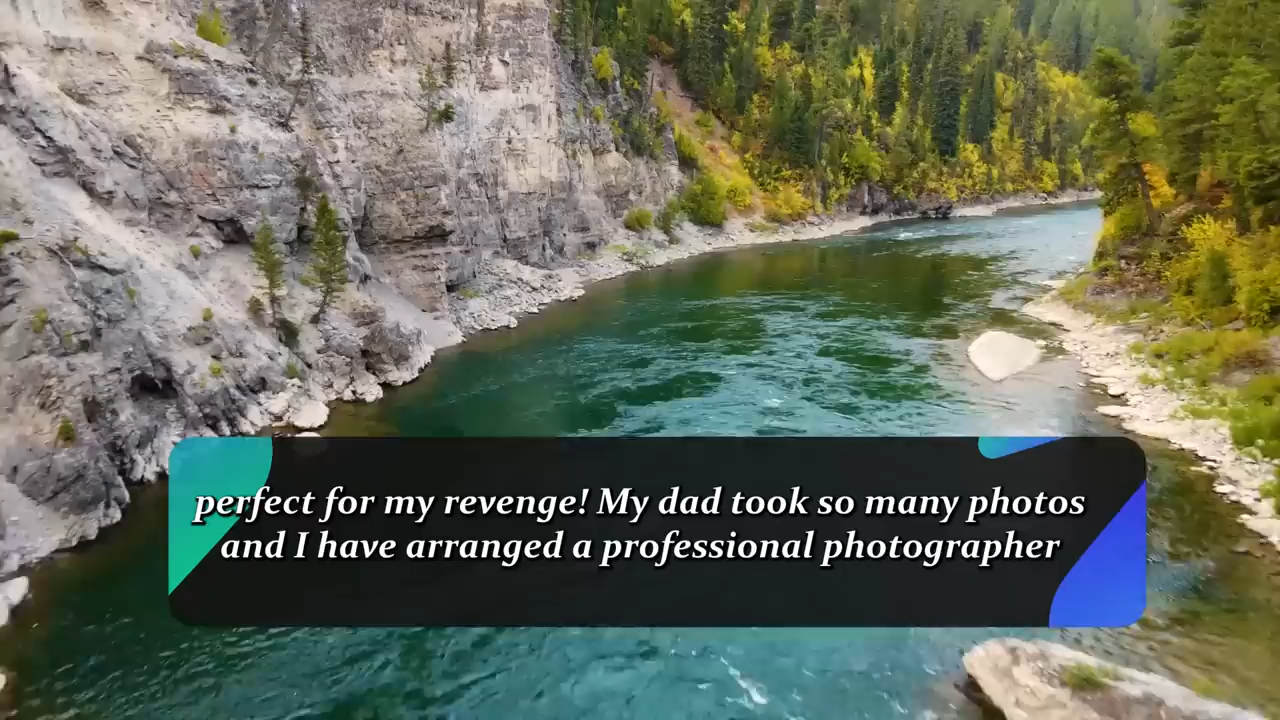 perfect for my revenge! My dad took so many photos
and I have arranged a professional photographer